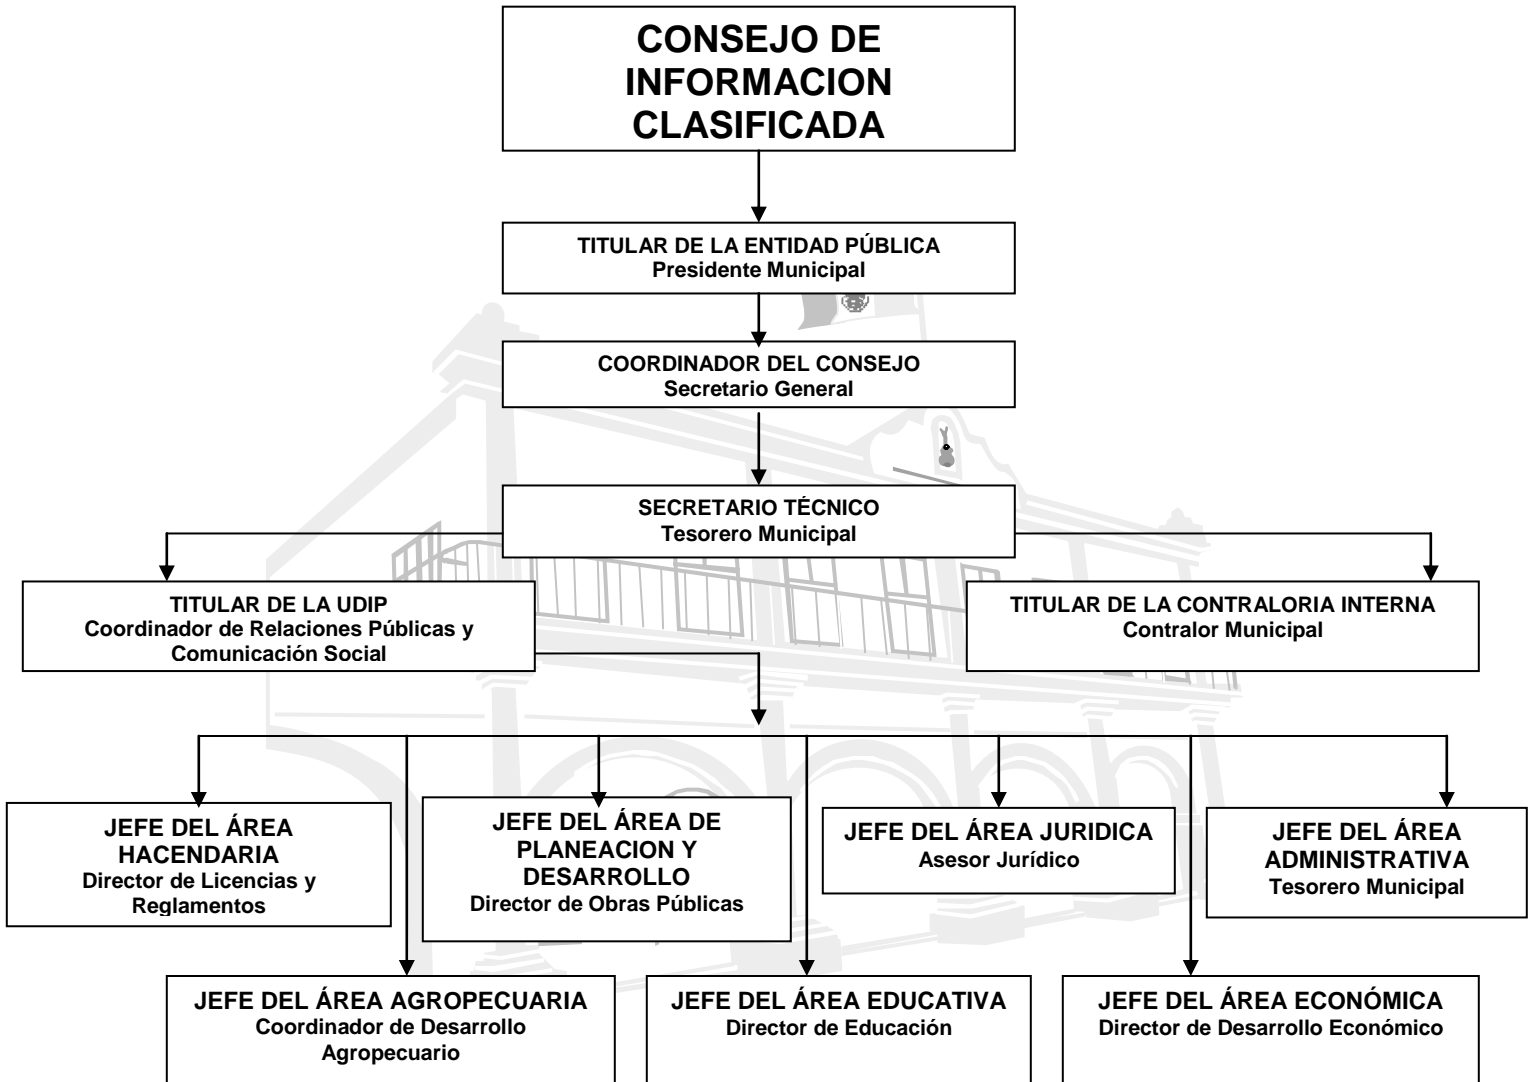 CONSEJO DE
INFORMACION
CLASIFICADA
TITULAR DE LA ENTIDAD PÚBLICA
Presidente Municipal
COORDINADOR DEL CONSEJO
Secretario General
SECRETARIO TÉCNICO
Tesorero Municipal
TITULAR DE LA UDIP
Coordinador de Relaciones Públicas y
Comunicación Social
TITULAR DE LA CONTRALORIA INTERNA
Contralor Municipal
JEFE DEL ÁREA
HACENDARIA
Director de Licencias y
Reglamentos
JEFE DEL ÁREA DE
PLANEACION Y
DESARROLLO
Director de Obras Públicas
JEFE DEL ÁREA JURIDICA
Asesor Jurídico
JEFE DEL ÁREA
ADMINISTRATIVA
Tesorero Municipal
JEFE DEL ÁREA AGROPECUARIA
Coordinador de Desarrollo
Agropecuario
JEFE DEL ÁREA EDUCATIVA
Director de Educación
JEFE DEL ÁREA ECONÓMICA
Director de Desarrollo Económico